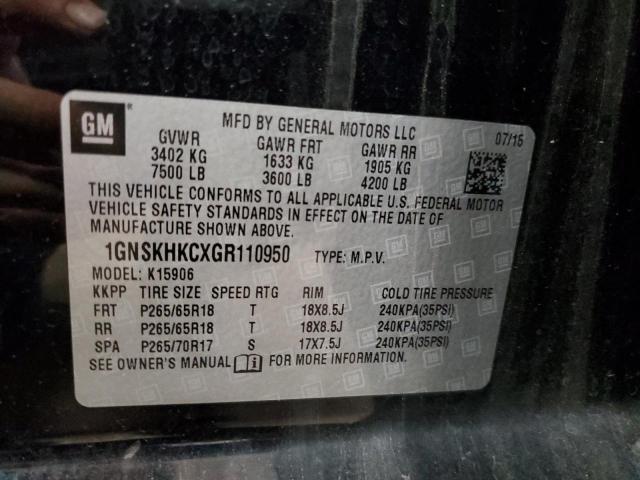 GM ®
MFD BY GENERAL MOTORS LLC 07/15
GVWR GAWR FRT GAWR RR
3402 KG 1633 KG 1905 KG
7500 LB 3600 LB 4200 LB
THIS VEHICLE CONFORMS TO ALL APPLICABLE U.S. FEDERAL MOTOR
VEHICLE SAFETY STANDARDS IN EFFECT ON THE DATE OF
MANUFACTURE SHOWN ABOVE.
1GNSKHKCXGR110950 TYPE: M.P.V.
MODEL: K15906
KKPP TIRE SIZE SPEED RTG RIM COLD TIRE PRESSURE
FRT P265/65R18 T 18X8.5J 240KPA(35PSI)
RR P265/65R18 T 18X8.5J 240KPA(35PSI)
SPA P265/70R17 S 17X7.5J 240KPA(35PSI)
SEE OWNER'S MANUAL FOR MORE INFORMATION.